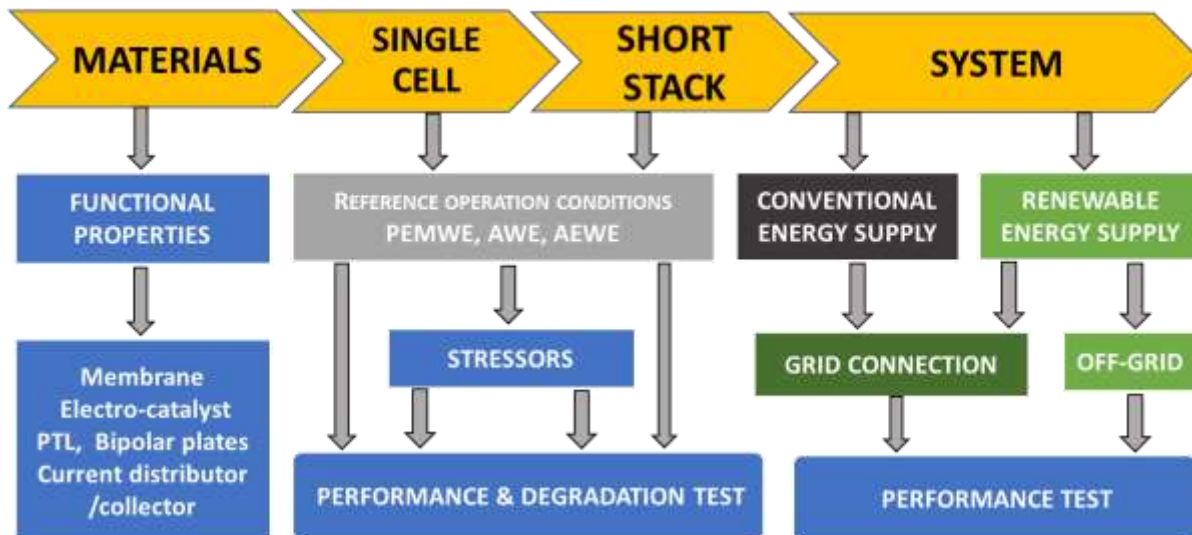 MATERIALS
SINGLE
CELL
SHORT
STACK
SYSTEM
FUNCTIONAL
PROPERTIES
REFERENCE OPERATION CONDITIONS
PEMWE, AWE, AEWE
CONVENTIONAL
ENERGY SUPPLY
RENEWABLE
ENERGY SUPPLY
STRESSORS
GRID CONNECTION
OFF-GRID
Membrane
Electro-catalyst
PTL, Bipolar plates
Current distributor
/collector
PERFORMANCE & DEGRADATION TEST
PERFORMANCE TEST